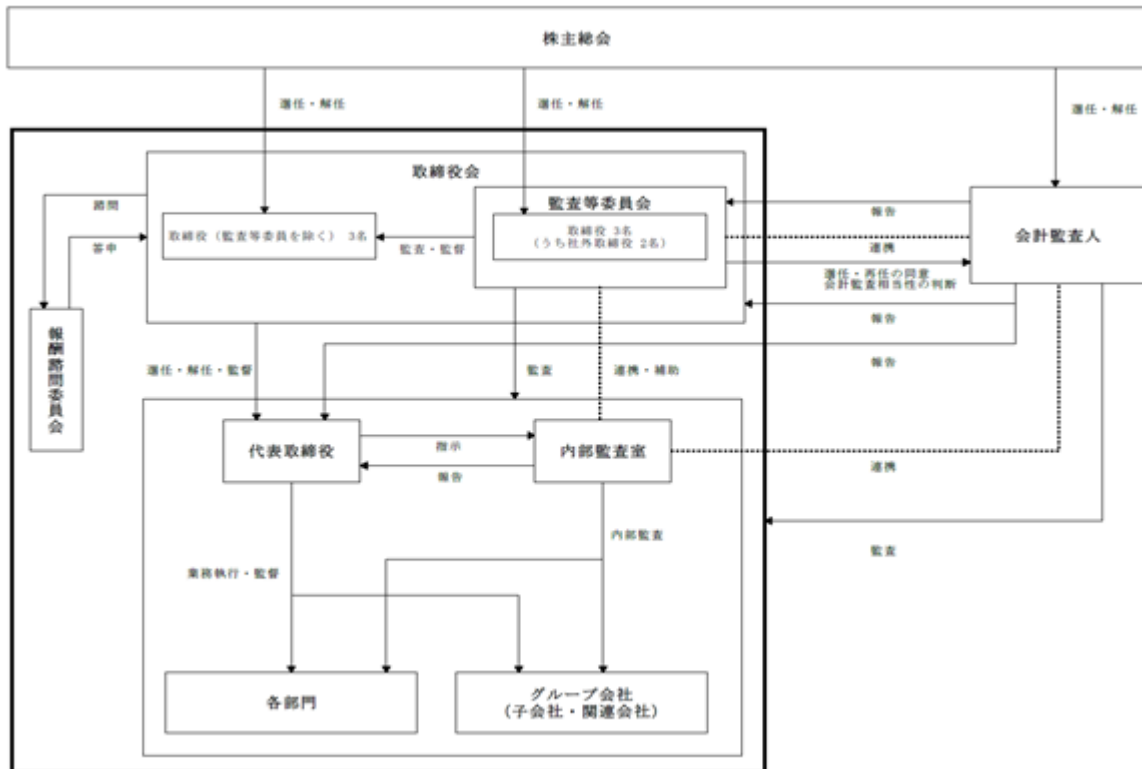 株主総会
選任・解任
選任・解任
選任・解任
取締役会
諮問
答申
取締役（監査等委員を除く） 3名
監査・監督
監査等委員会
取締役 3名
（うち社外取締役 2名）
報告
連携
選任・再任の同意
会計監査相当性の判断
会計監査人
報告
報告
報酬諮問委員会
選任・解任・監督
監査
連携・補助
代表取締役
指示
報告
内部監査室
連携
内部監査
監査
業務執行・監督
各部門
グループ会社
（子会社・関連会社）